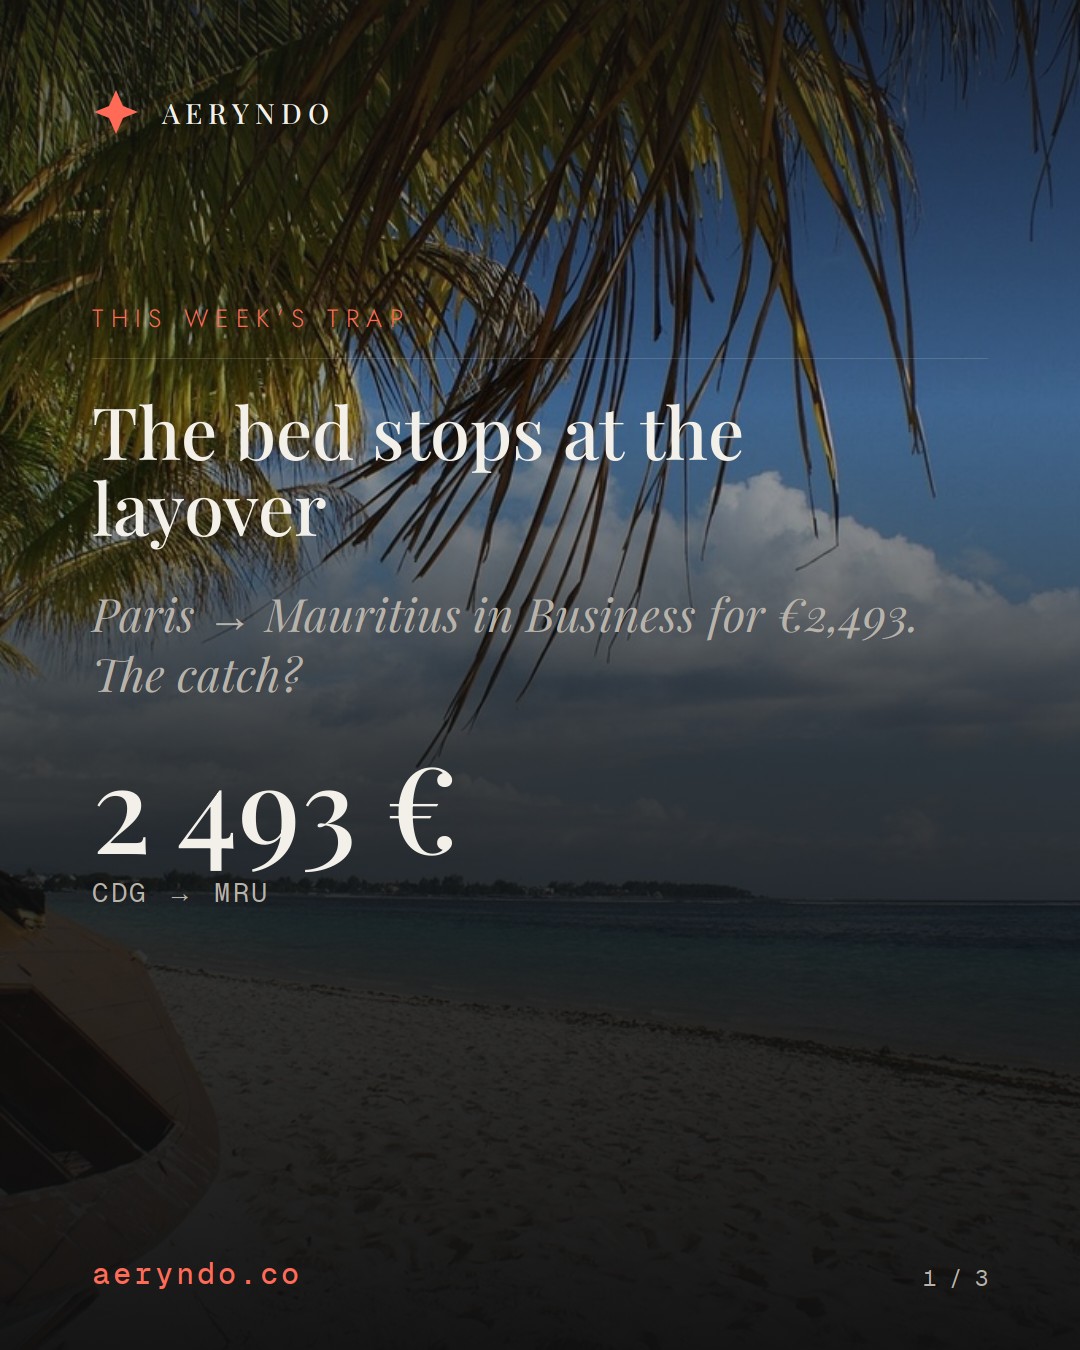 AERYNDO
THIS WEEK'S TRAP
The bed stops at the
layover
Paris → Mauritius in Business for €2,493.
The catch?
2 493 €
CDG → MRU
aeryndo.co
1 / 3